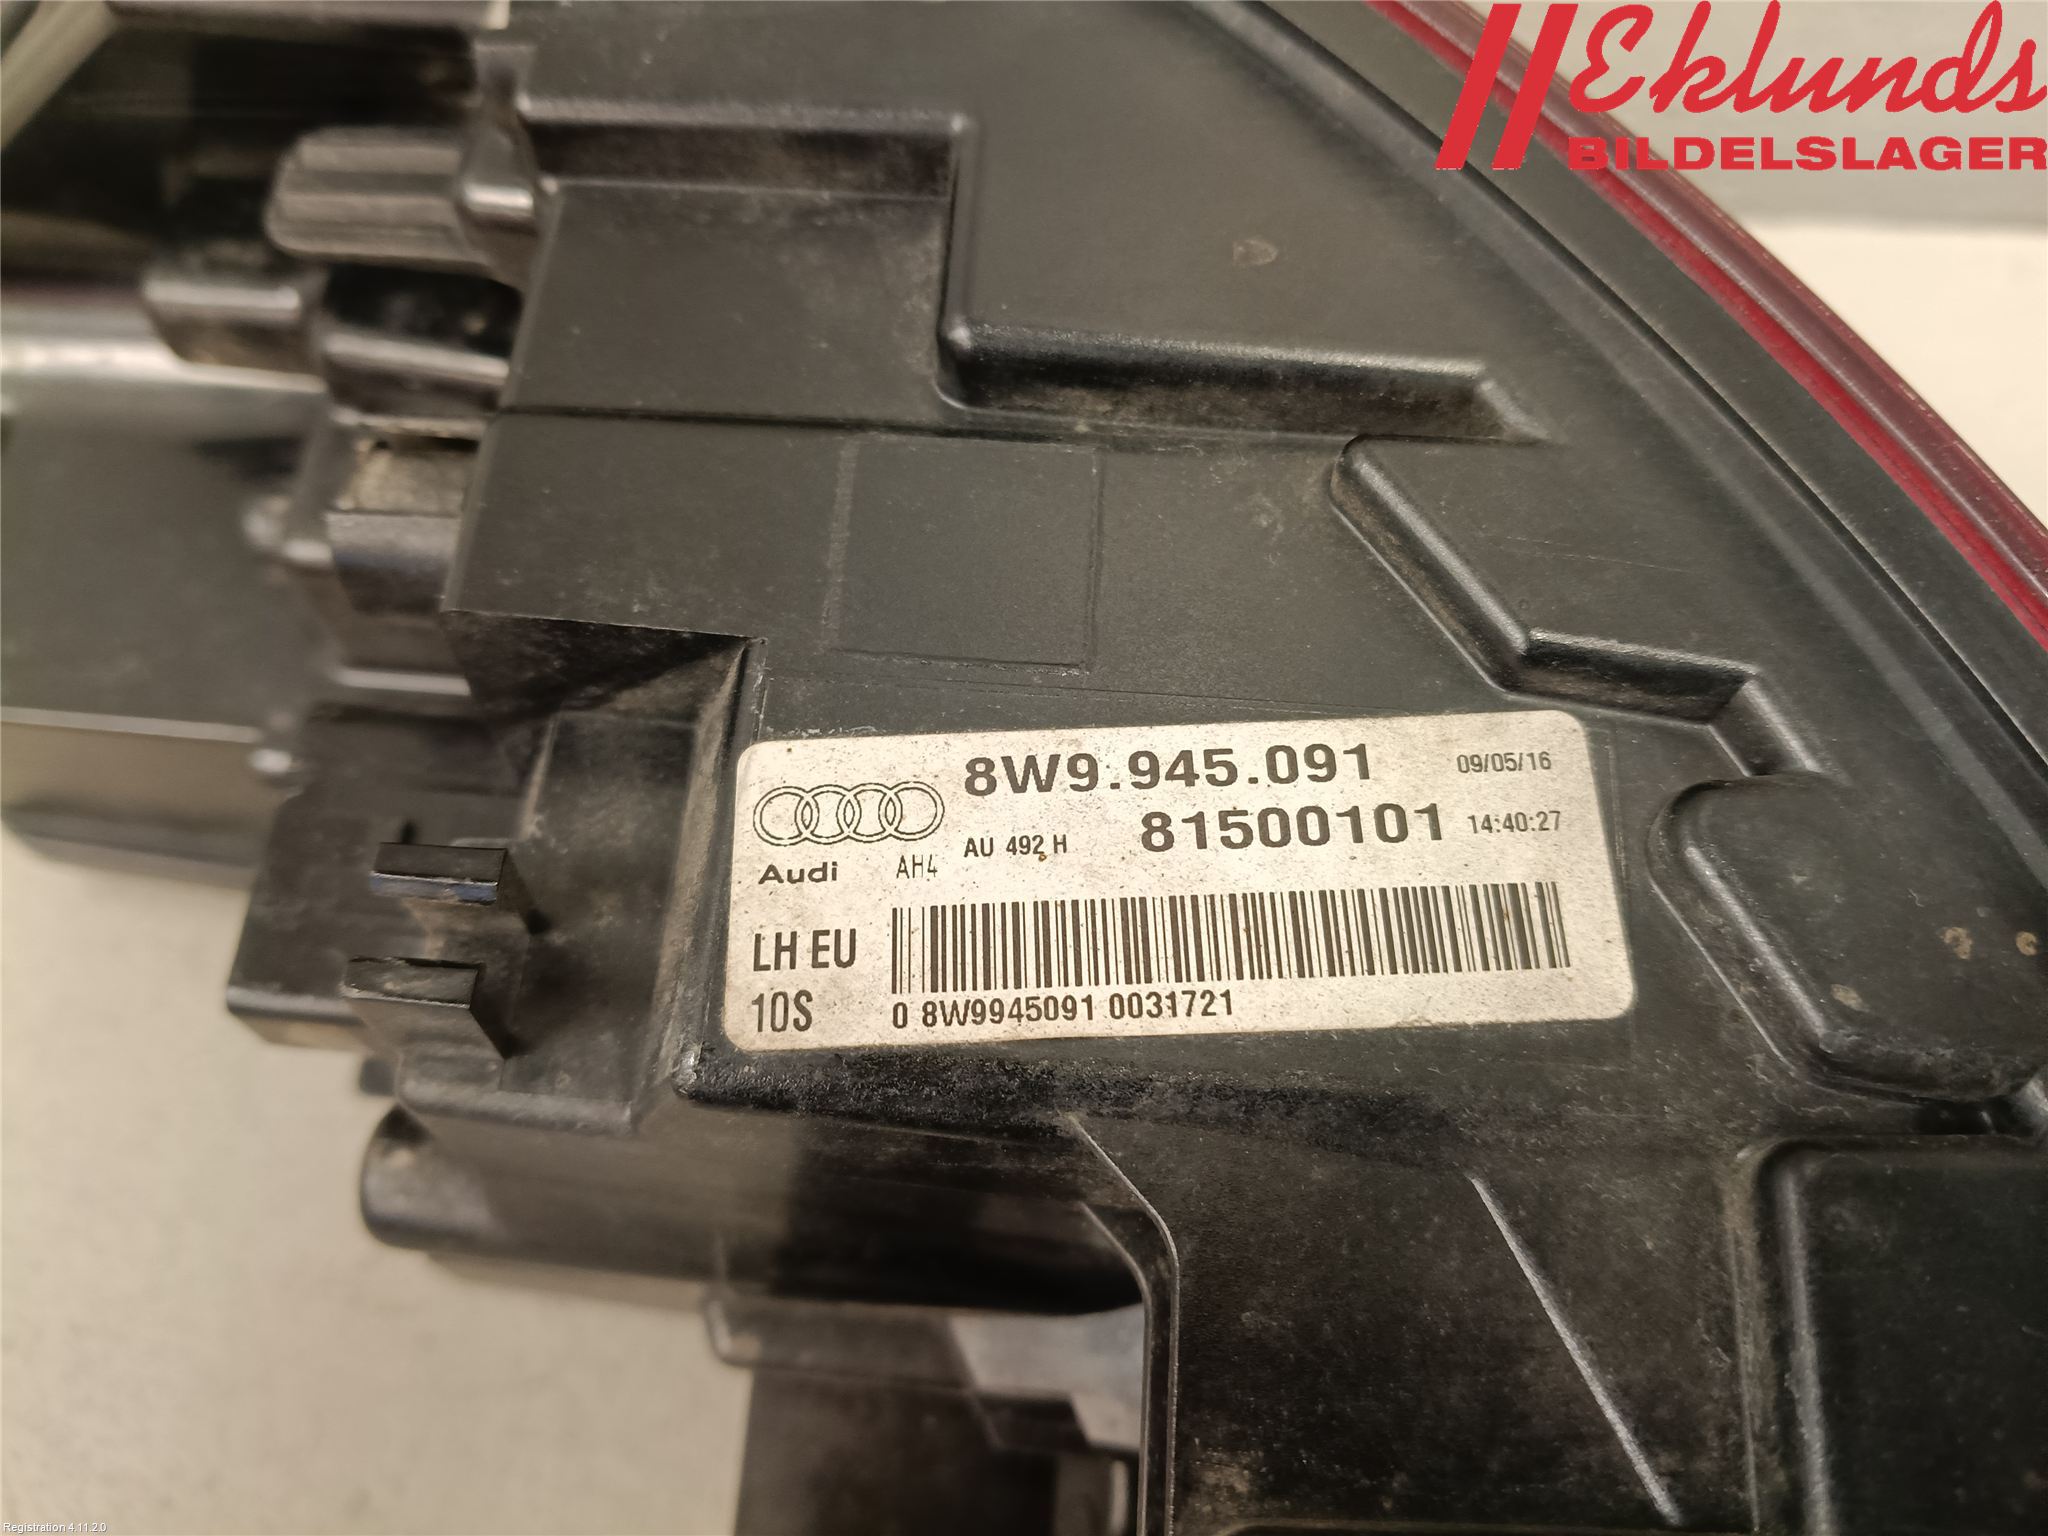 Eklunds
BILDELSLAGER
8W9.945.091 09/05/16
AU 492 H 81500101 14:40:27
Audi AH4
LH EU
10S
0 8W9945091 0031721
Registration 4.11.2.0